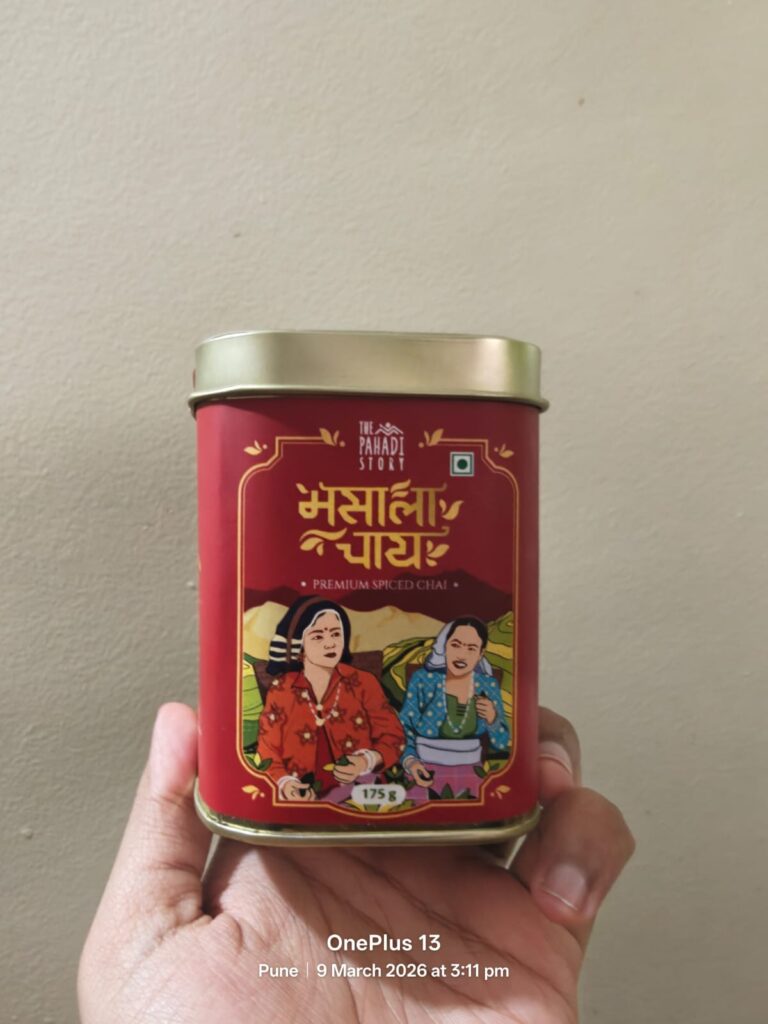 THE
PAHADI
STORY
मसाला
चाय
• PREMIUM SPICED CHAI •
175 g
OnePlus 13
Pune | 9 March 2026 at 3:11 pm